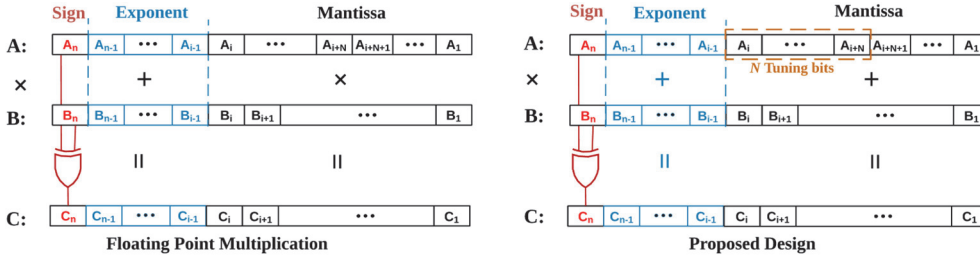 Sign Exponent Mantissa
A: Aₙ Aₙ₋₁ ••• Aᵢ₋₁ Aᵢ ••• Aᵢ₊N Aᵢ₊N₊₁ ••• A₁
× + ×
B: Bₙ Bₙ₋₁ ••• Bᵢ₋₁ Bᵢ Bᵢ₊₁ ••• B₁
= =
C: Cₙ Cₙ₋₁ ••• Cᵢ₋₁ Cᵢ Cᵢ₊₁ ••• C₁
Floating Point Multiplication
Sign Exponent Mantissa
A: Aₙ Aₙ₋₁ ••• Aᵢ₋₁ Aᵢ ••• Aᵢ₊N Aᵢ₊N₊₁ ••• A₁
N Tuning bits
× + +
B: Bₙ Bₙ₋₁ ••• Bᵢ₋₁ Bᵢ Bᵢ₊₁ ••• B₁
= =
C: Cₙ Cₙ₋₁ ••• Cᵢ₋₁ Cᵢ Cᵢ₊₁ ••• C₁
Proposed Design